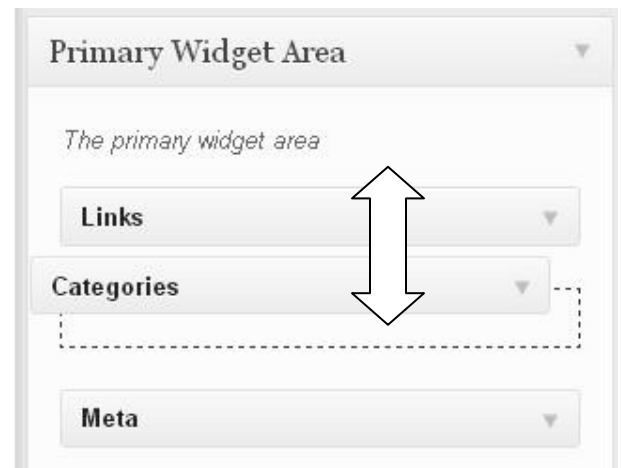 Primary Widget Area
The primary widget area
Links
Categories
Meta